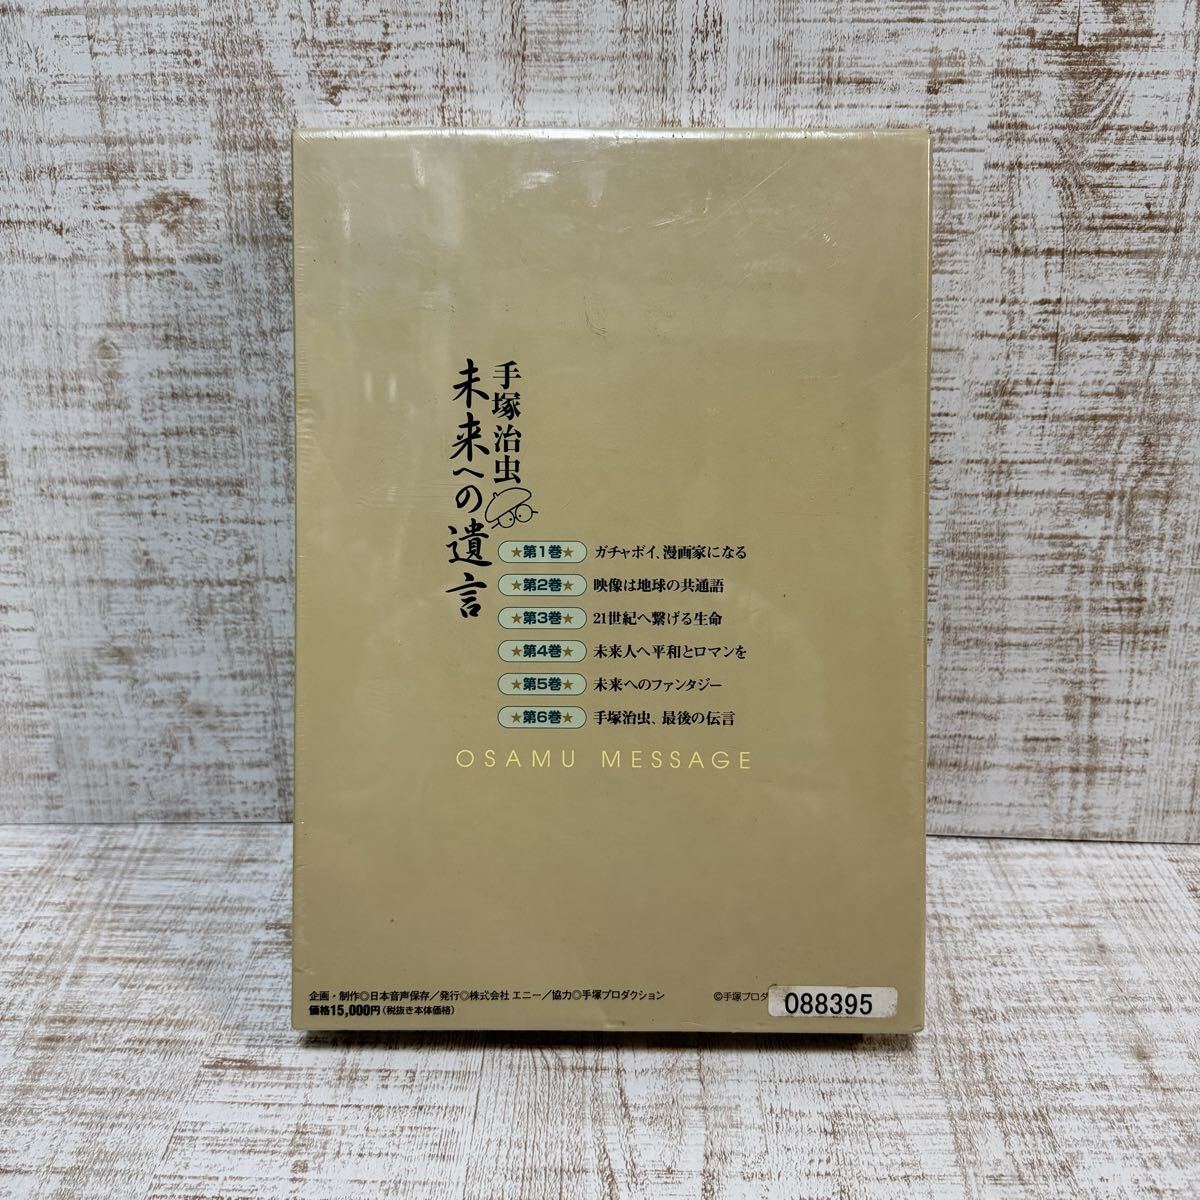 手塚治虫
未来への遺言
★第1巻★ ガチャボイ、漫画家になる
★第2巻★ 映像は地球の共通語
★第3巻★ 21世紀へ繋げる生命
★第4巻★ 未来人へ平和とロマンを
★第5巻★ 未来へのファンタジー
★第6巻★ 手塚治虫、最後の伝言
OSAMU MESSAGE
企画・制作◎日本音声保存／発行◎株式会社 エニー／協力◎手塚プロダクション
価格15,000円(税抜き本体価格)
©手塚プロダ
088395